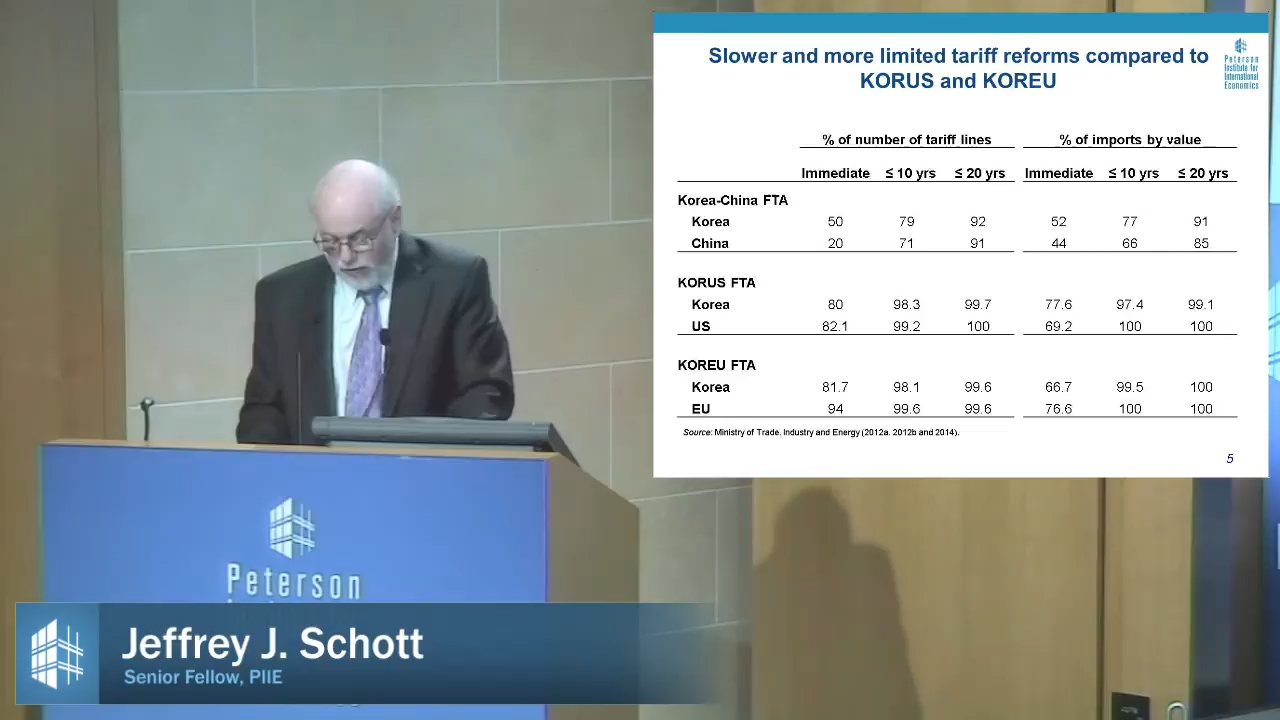 Slower and more limited tariff reforms compared to
KORUS and KOREU
Peterson
Institute for
International
Economics
% of number of tariff lines % of imports by value
Immediate ≤ 10 yrs ≤ 20 yrs Immediate ≤ 10 yrs ≤ 20 yrs
Korea-China FTA
Korea 50 79 92 52 77 91
China 20 71 91 44 66 85
KORUS FTA
Korea 80 98.3 99.7 77.6 97.4 99.1
US 82.1 99.2 100 69.2 100 100
KOREU FTA
Korea 81.7 98.1 99.6 66.7 99.5 100
EU 94 99.6 99.6 76.6 100 100
Source: Ministry of Trade, Industry and Energy (2012a, 2012b and 2014).
5
Peterson
Jeffrey J. Schott
Senior Fellow, PIIE